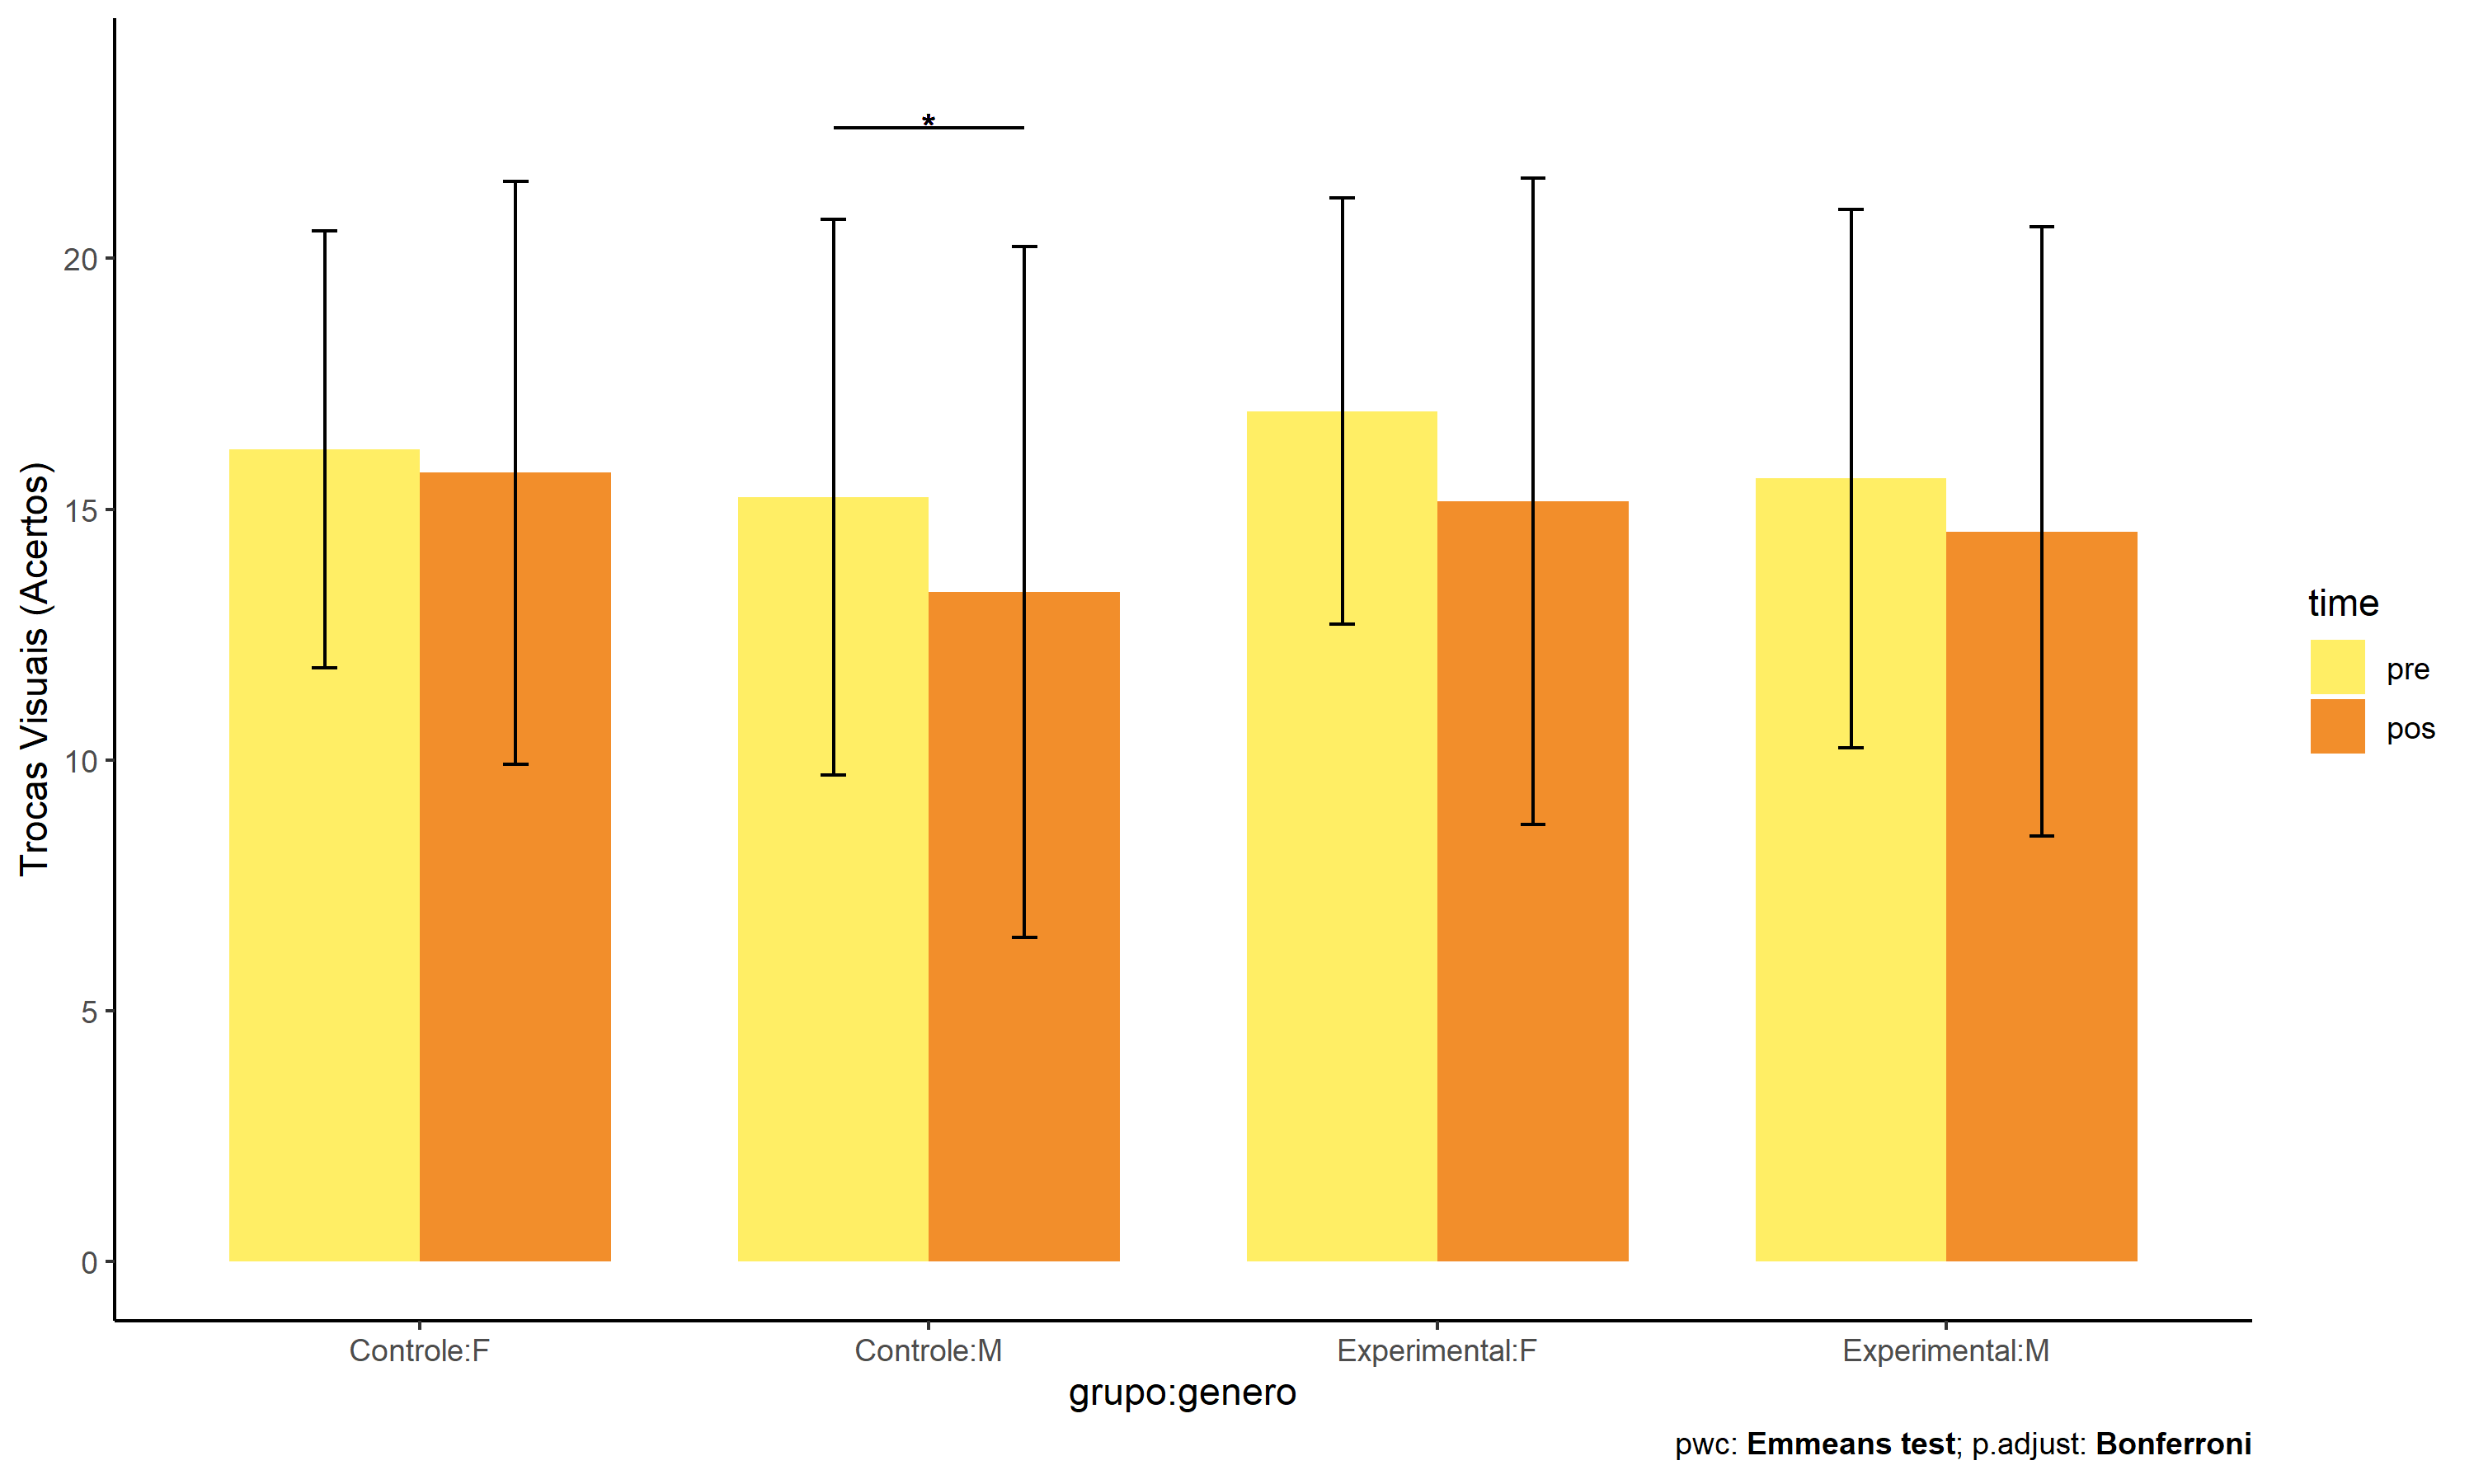 *
Trocas Visuais (Acertos)
20
15
10
5
0
Controle:F
Controle:M
Experimental:F
Experimental:M
grupo:genero
time
pre
pos
pwc: Emmeans test; p.adjust: Bonferroni